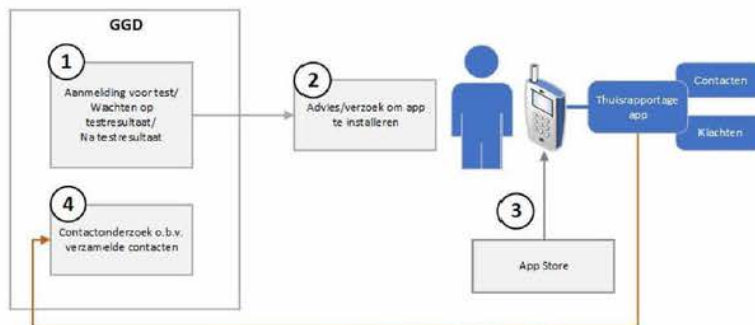 GGD
1
Aanmelding voor test/
Wachten op
testresultaat/
Na testresultaat
2
Advies/verzoek om app
te installeren
Thuisrapportage
app
Contacten
Klachten
4
Contactonderzoek o.b.v.
verzamelde contacten
3
App Store